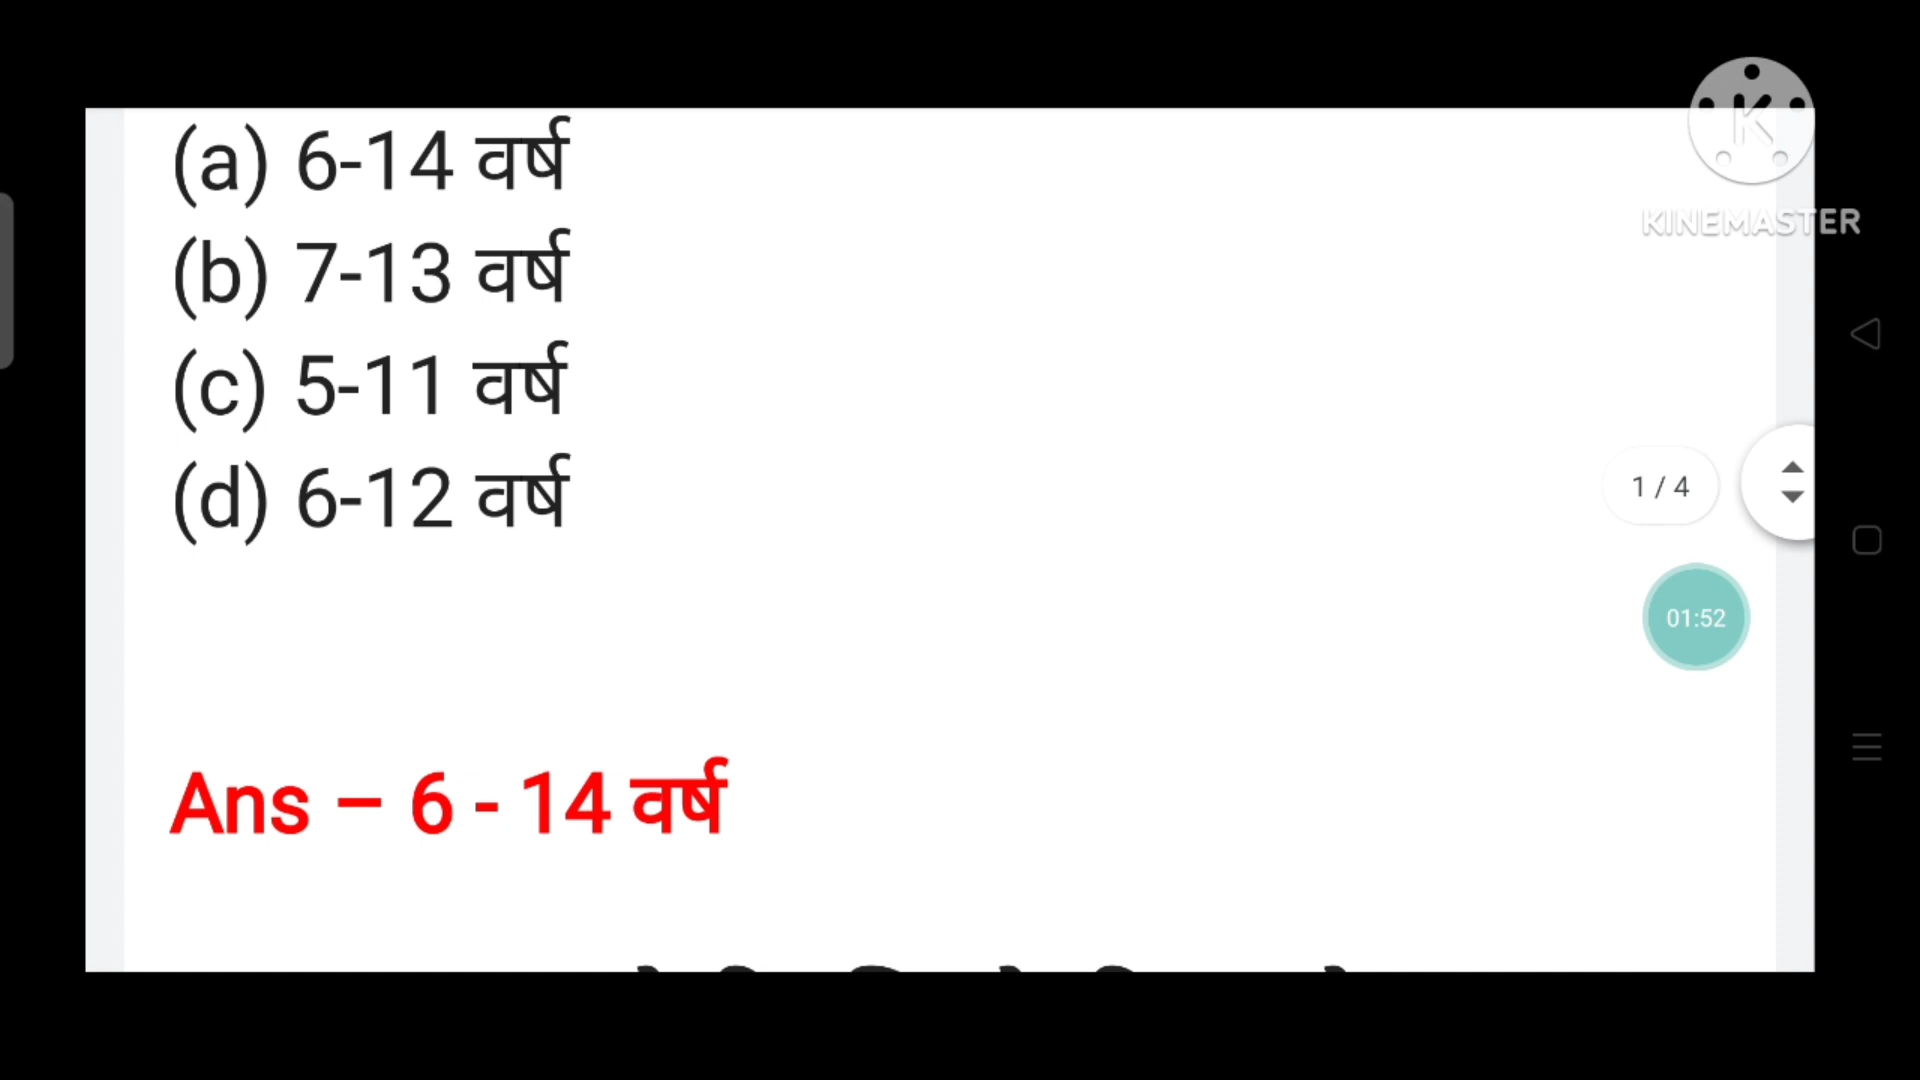 (a) 6-14 वर्ष
(b) 7-13 वर्ष
(c) 5-11 वर्ष
(d) 6-12 वर्ष
Ans – 6 - 14 वर्ष
K
KINEMASTER
1 / 4
01:52